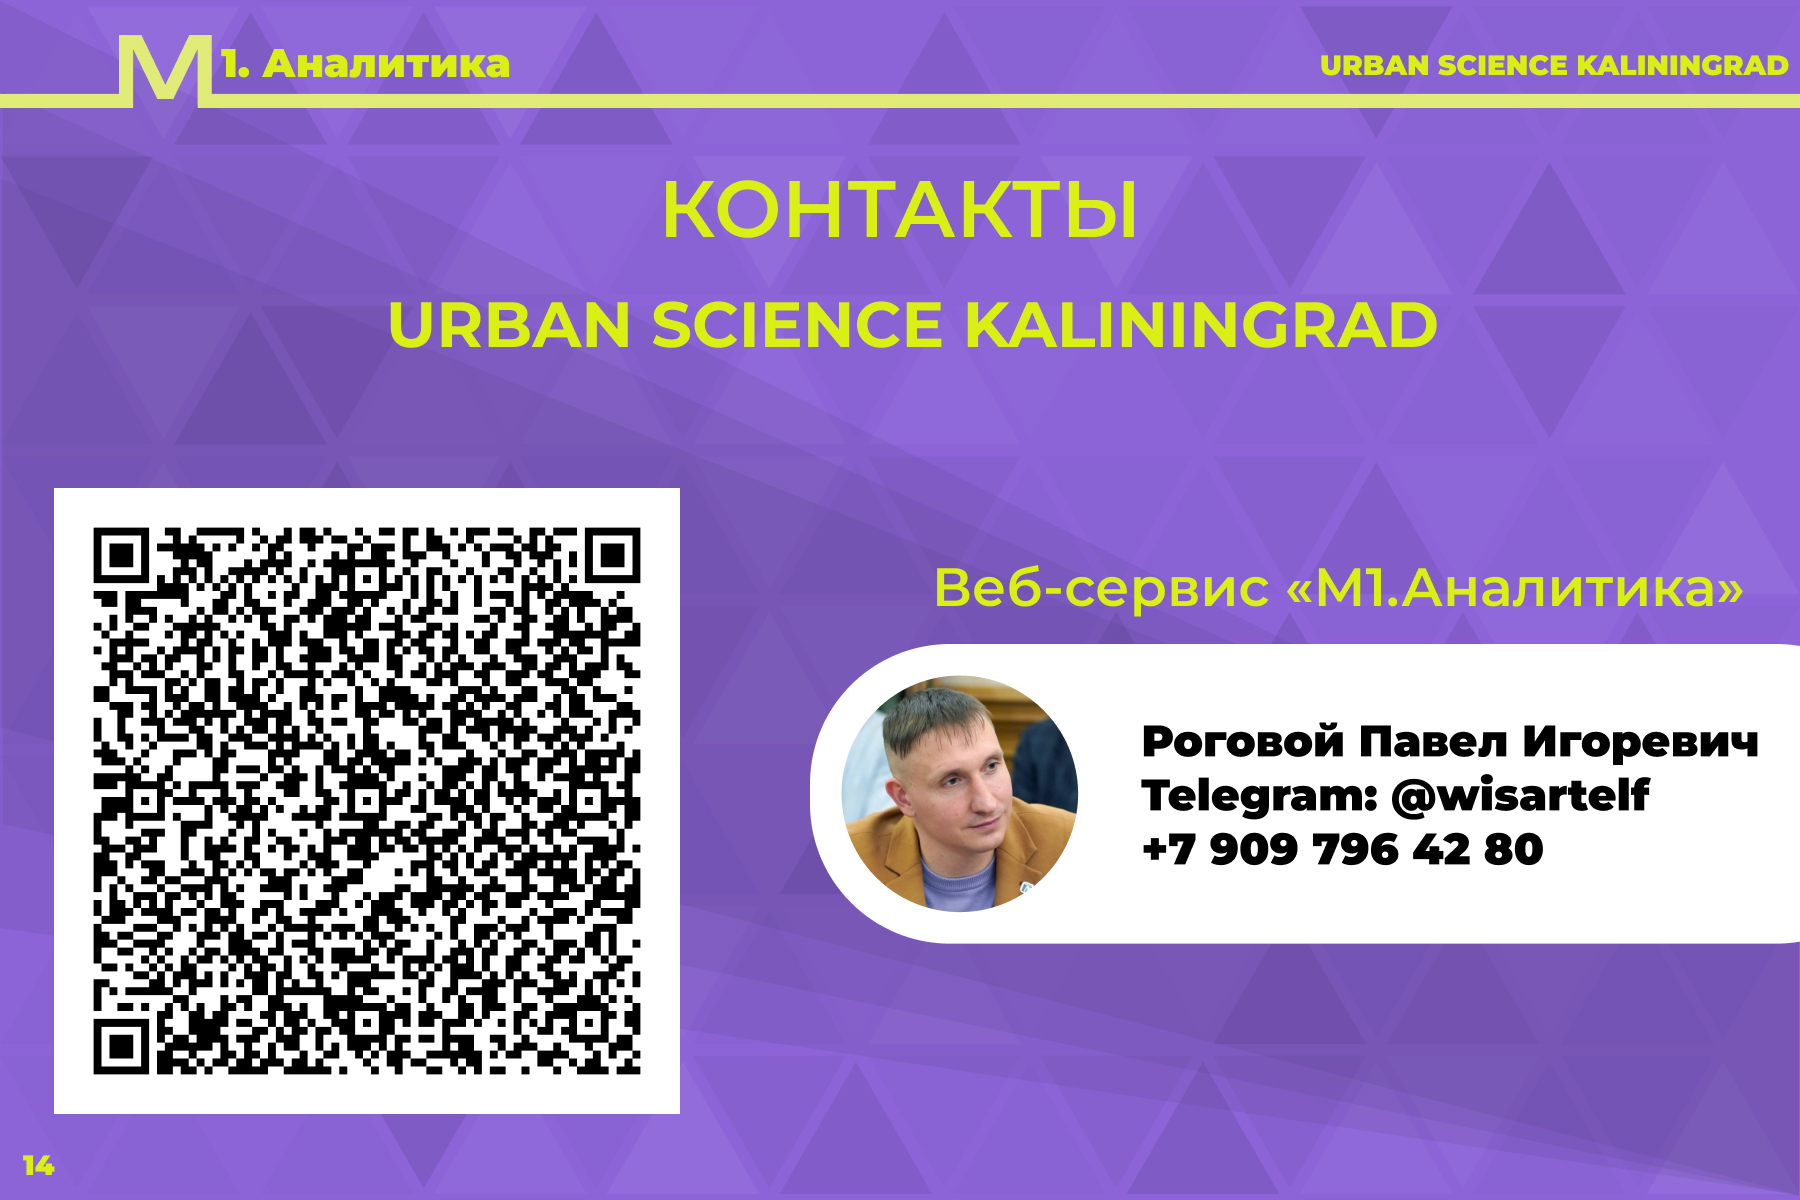 М1. Аналитика
URBAN SCIENCE KALININGRAD
КОНТАКТЫ
URBAN SCIENCE KALININGRAD
Веб-сервис «М1.Аналитика»
Роговой Павел Игоревич
Telegram: @wisartelf
+7 909 796 42 80
14